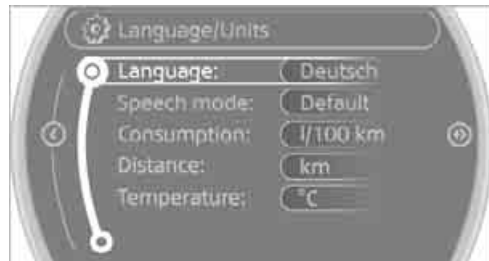 Language/Units
Language: Deutsch
Speech mode: Default
Consumption: l/100 km
Distance: km
Temperature: °C